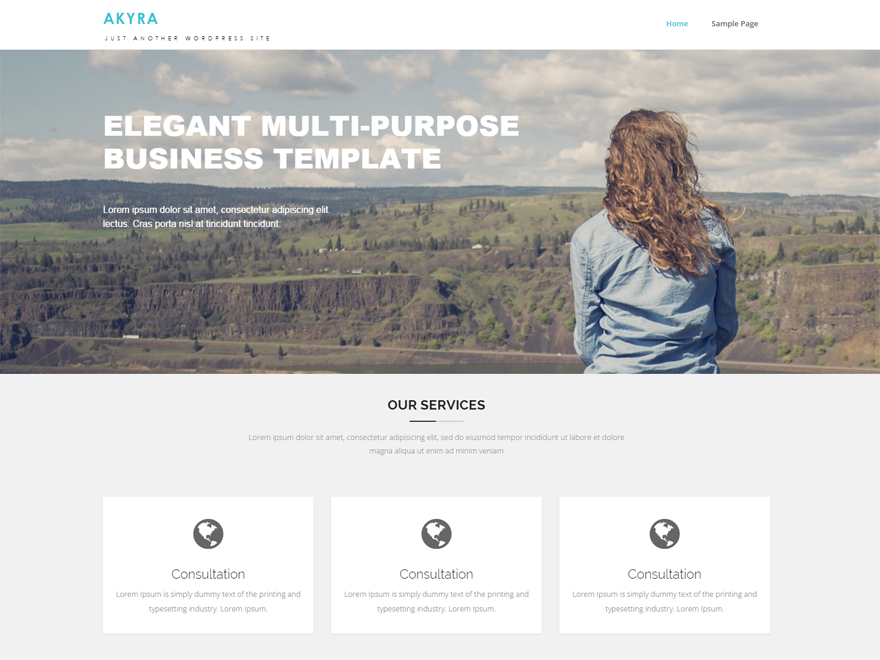 AKYRA
JUST ANOTHER WORDPRESS SITE
Home
Sample Page
ELEGANT MULTI-PURPOSE
BUSINESS TEMPLATE
Lorem ipsum dolor sit amet, consectetur adipiscing elit.
lectus. Cras porta nisl at tincidunt tincidunt.
OUR SERVICES
Lorem ipsum dolor sit amet, consectetur adipisicing elit, sed do eiusmod tempor incididunt ut labore et dolore
magna aliqua ut enim ad minim veniam
Consultation
Lorem Ipsum is simply dummy text of the printing and
typesetting industry. Lorem Ipsum.
Consultation
Lorem Ipsum is simply dummy text of the printing and
typesetting industry. Lorem Ipsum.
Consultation
Lorem Ipsum is simply dummy text of the printing and
typesetting industry. Lorem Ipsum.